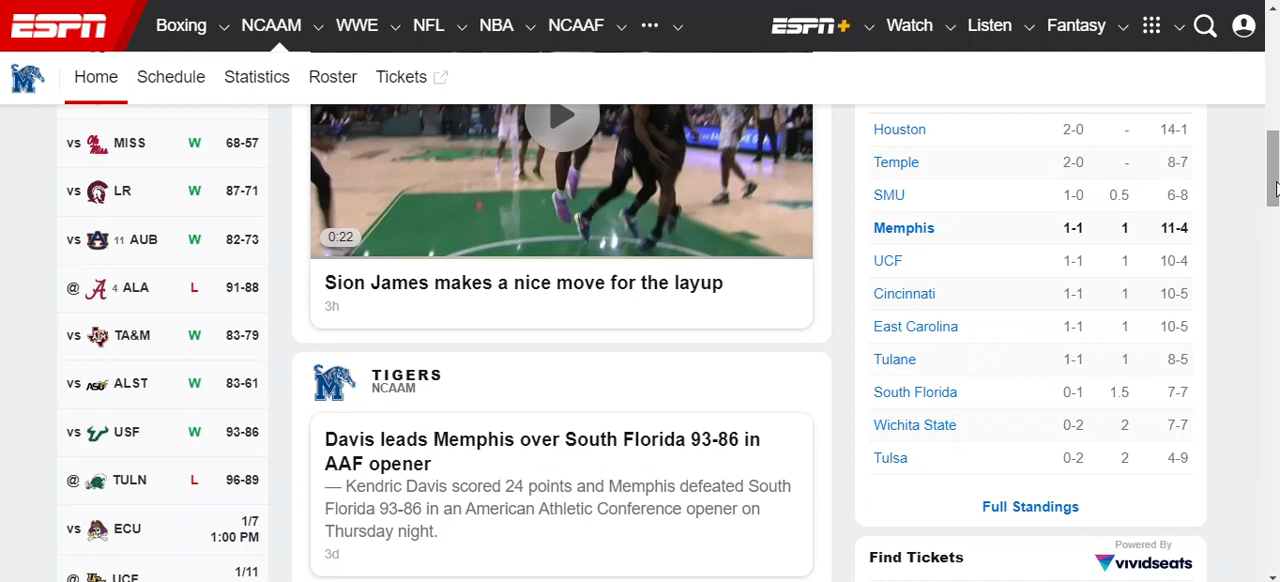 ESPN Boxing NCAAM WWE NFL NBA NCAAF ••• ESPN+ Watch Listen Fantasy
M Home Schedule Statistics Roster Tickets
vs Ole Miss MISS W 68-57
vs LR W 87-71
vs 11 AUB W 82-73
@ A 4 ALA L 91-88
vs TA&M W 83-79
vs ASU ALST W 83-61
vs USF W 93-86
@ TULN L 96-89
vs ECU 1/7
1:00 PM
@ UCF 1/11
0:22
Sion James makes a nice move for the layup
3h
M TIGERS
NCAAM
Davis leads Memphis over South Florida 93-86 in
AAF opener
— Kendric Davis scored 24 points and Memphis defeated South
Florida 93-86 in an American Athletic Conference opener on
Thursday night.
3d
Houston 2-0 - 14-1
Temple 2-0 - 8-7
SMU 1-0 0.5 6-8
Memphis 1-1 1 11-4
UCF 1-1 1 10-4
Cincinnati 1-1 1 10-5
East Carolina 1-1 1 10-5
Tulane 1-1 1 8-5
South Florida 0-1 1.5 7-7
Wichita State 0-2 2 7-7
Tulsa 0-2 2 4-9
Full Standings
Find Tickets
Powered By
vividseats